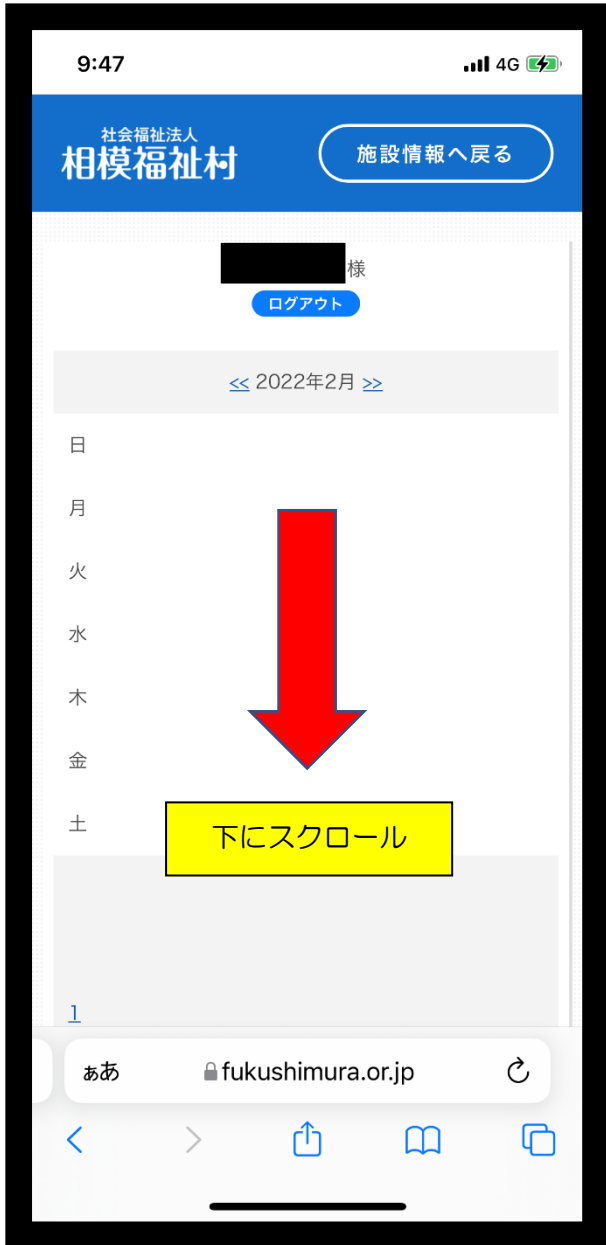 9:47
4G
社会福祉法人
相模福祉村
施設情報へ戻る
様
ログアウト
<< 2022年2月 >>
日
月
火
水
木
金
土
下にスクロール
1
ぁあ
fukushimura.or.jp